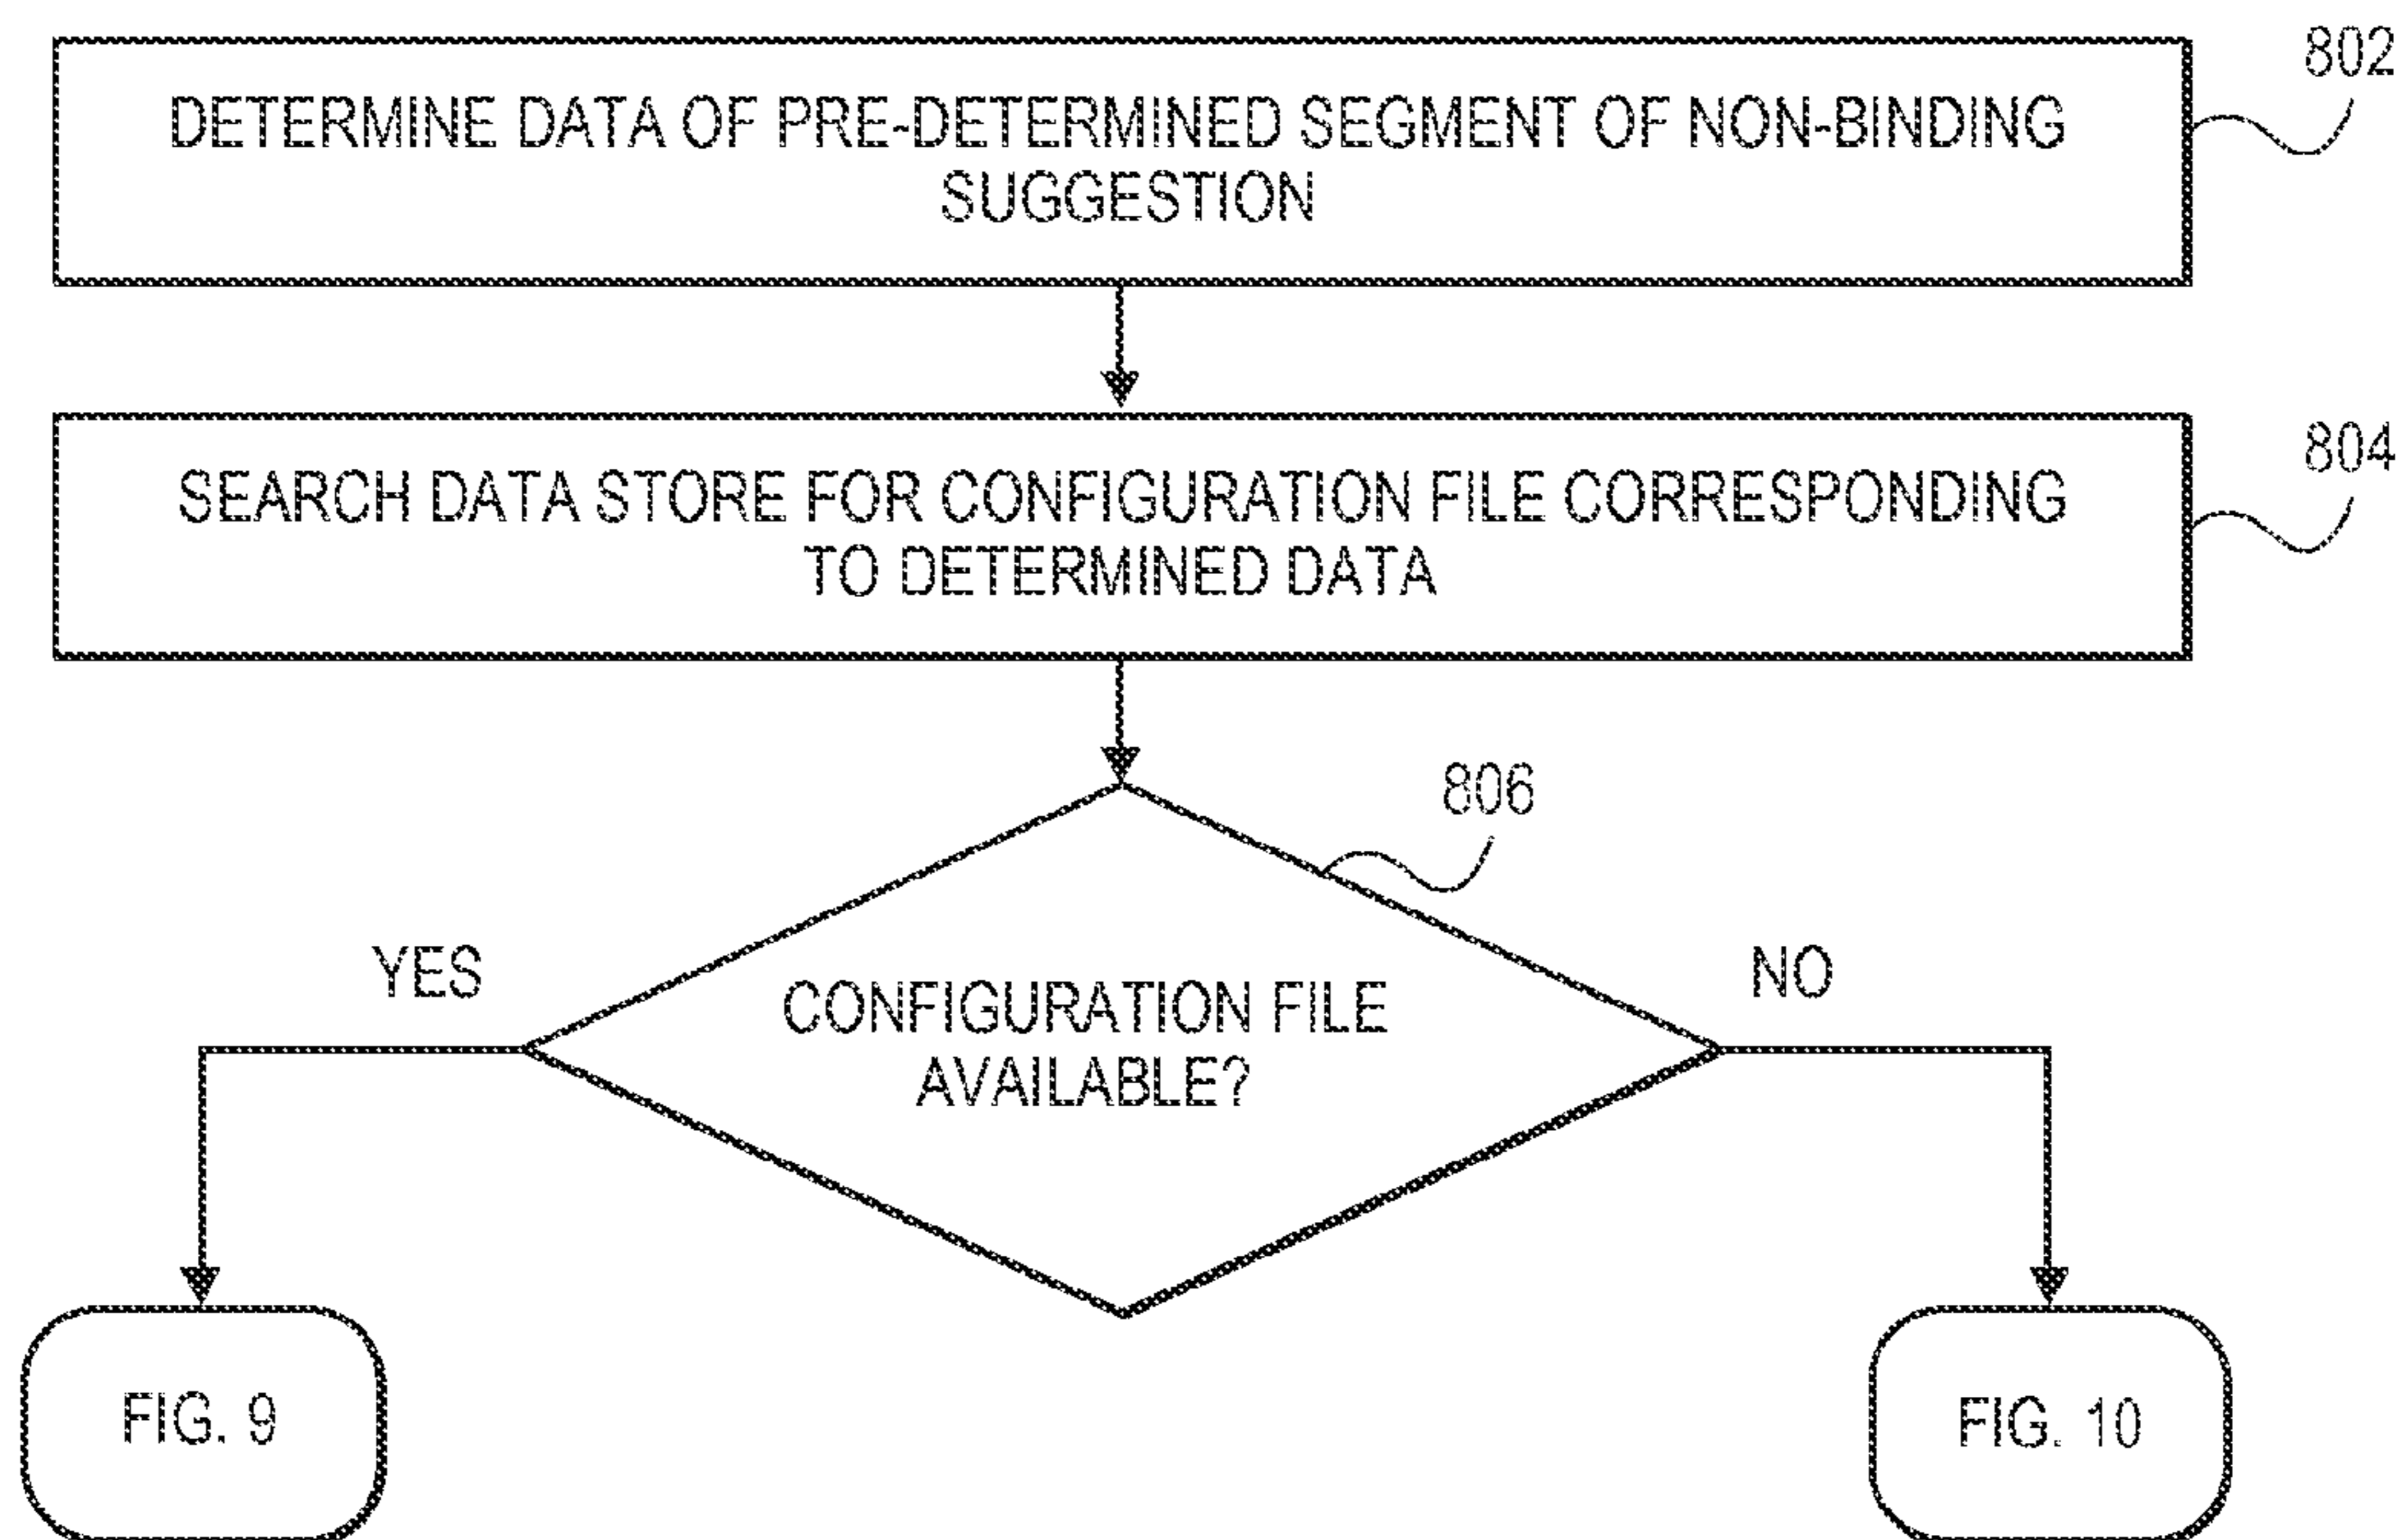 802
DETERMINE DATA OF PRE-DETERMINED SEGMENT OF NON-BINDING
SUGGESTION
804
SEARCH DATA STORE FOR CONFIGURATION FILE CORRESPONDING
TO DETERMINED DATA
806
YES
NO
CONFIGURATION FILE
AVAILABLE?
FIG. 9
FIG. 10